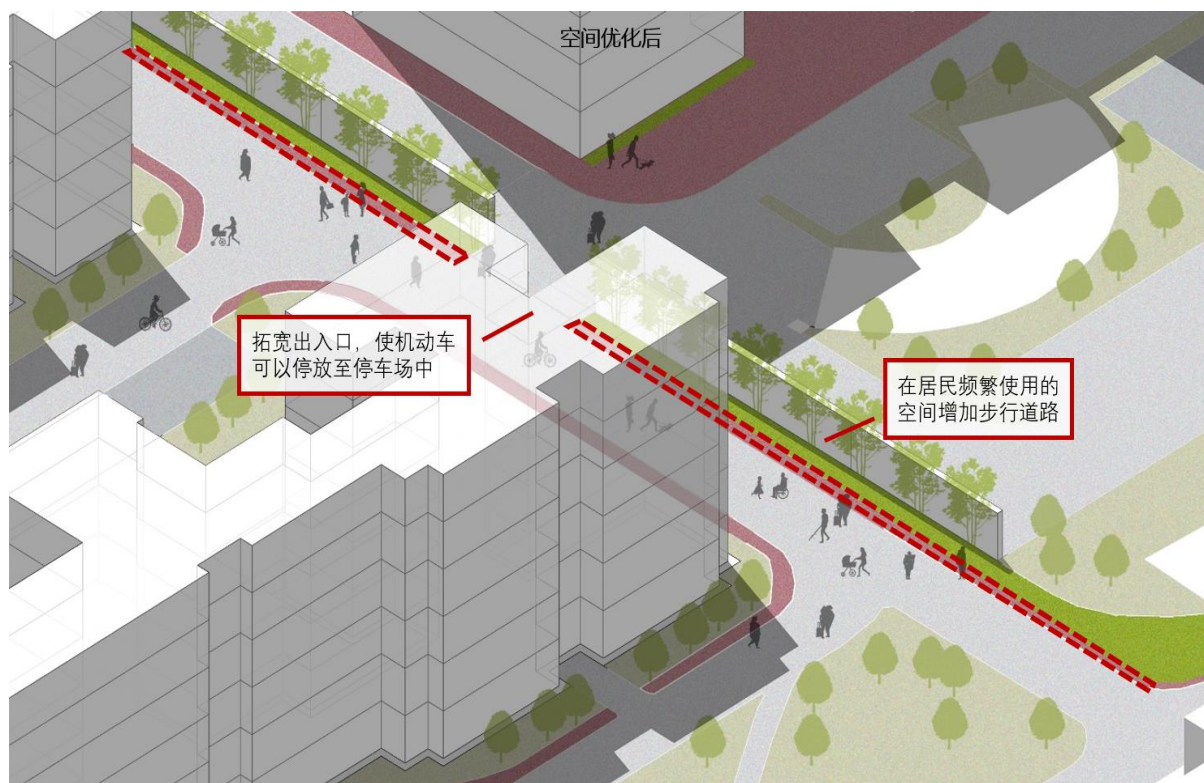 空间优化后
拓宽出入口，使机动车
可以停放至停车场中
在居民频繁使用的
空间增加步行道路